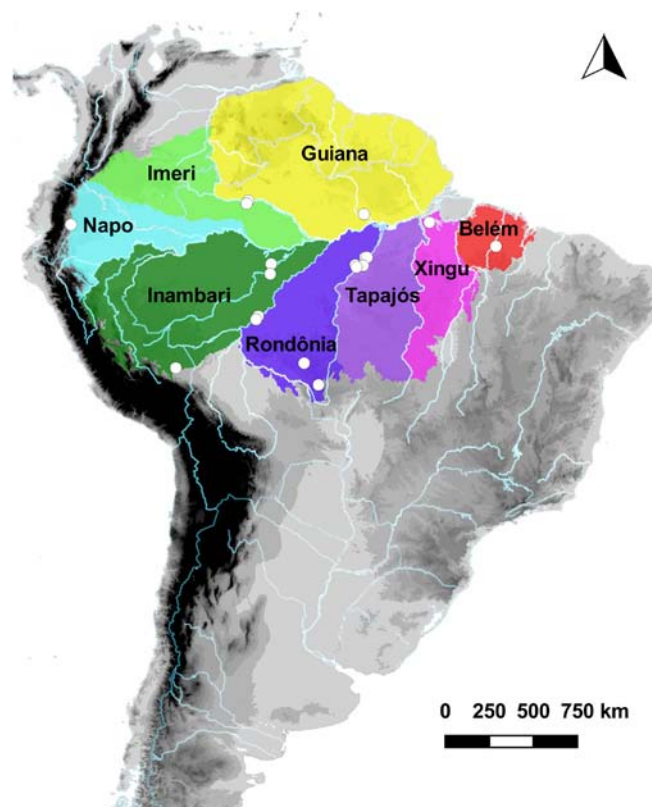 Guiana
Imeri
Napo
Belém
Xingu
Inambari
Tapajós
Rondônia
0 250 500 750 km